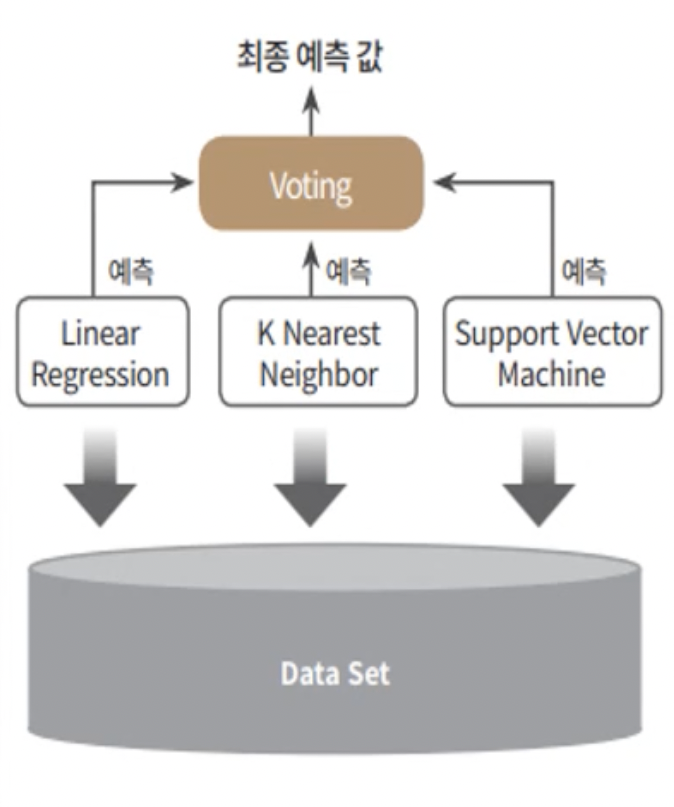 최종 예측 값
Voting
예측
예측
예측
Linear
Regression
K Nearest
Neighbor
Support Vector
Machine
Data Set